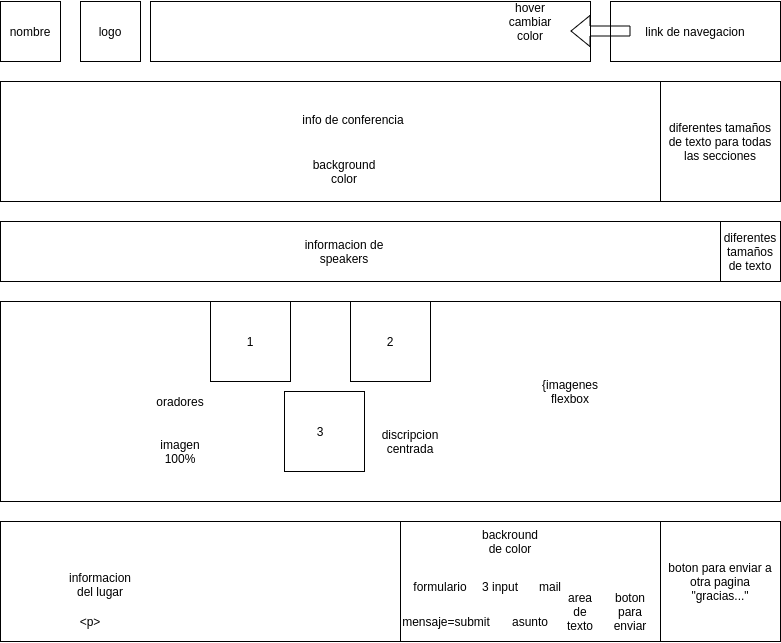 nombre
logo
hover
cambiar
color
link de navegacion
info de conferencia
background
color
diferentes tamaños
de texto para todas
las secciones
informacion de
speakers
diferentes
tamaños
de texto
1
2
{imagenes
flexbox
oradores
3
imagen
100%
discripcion
centrada
informacion
del lugar
<p>
backround
de color
formulario
3 input
mail
mensaje=submit
asunto
area
de
texto
boton
para
enviar
boton para enviar a
otra pagina
"gracias..."